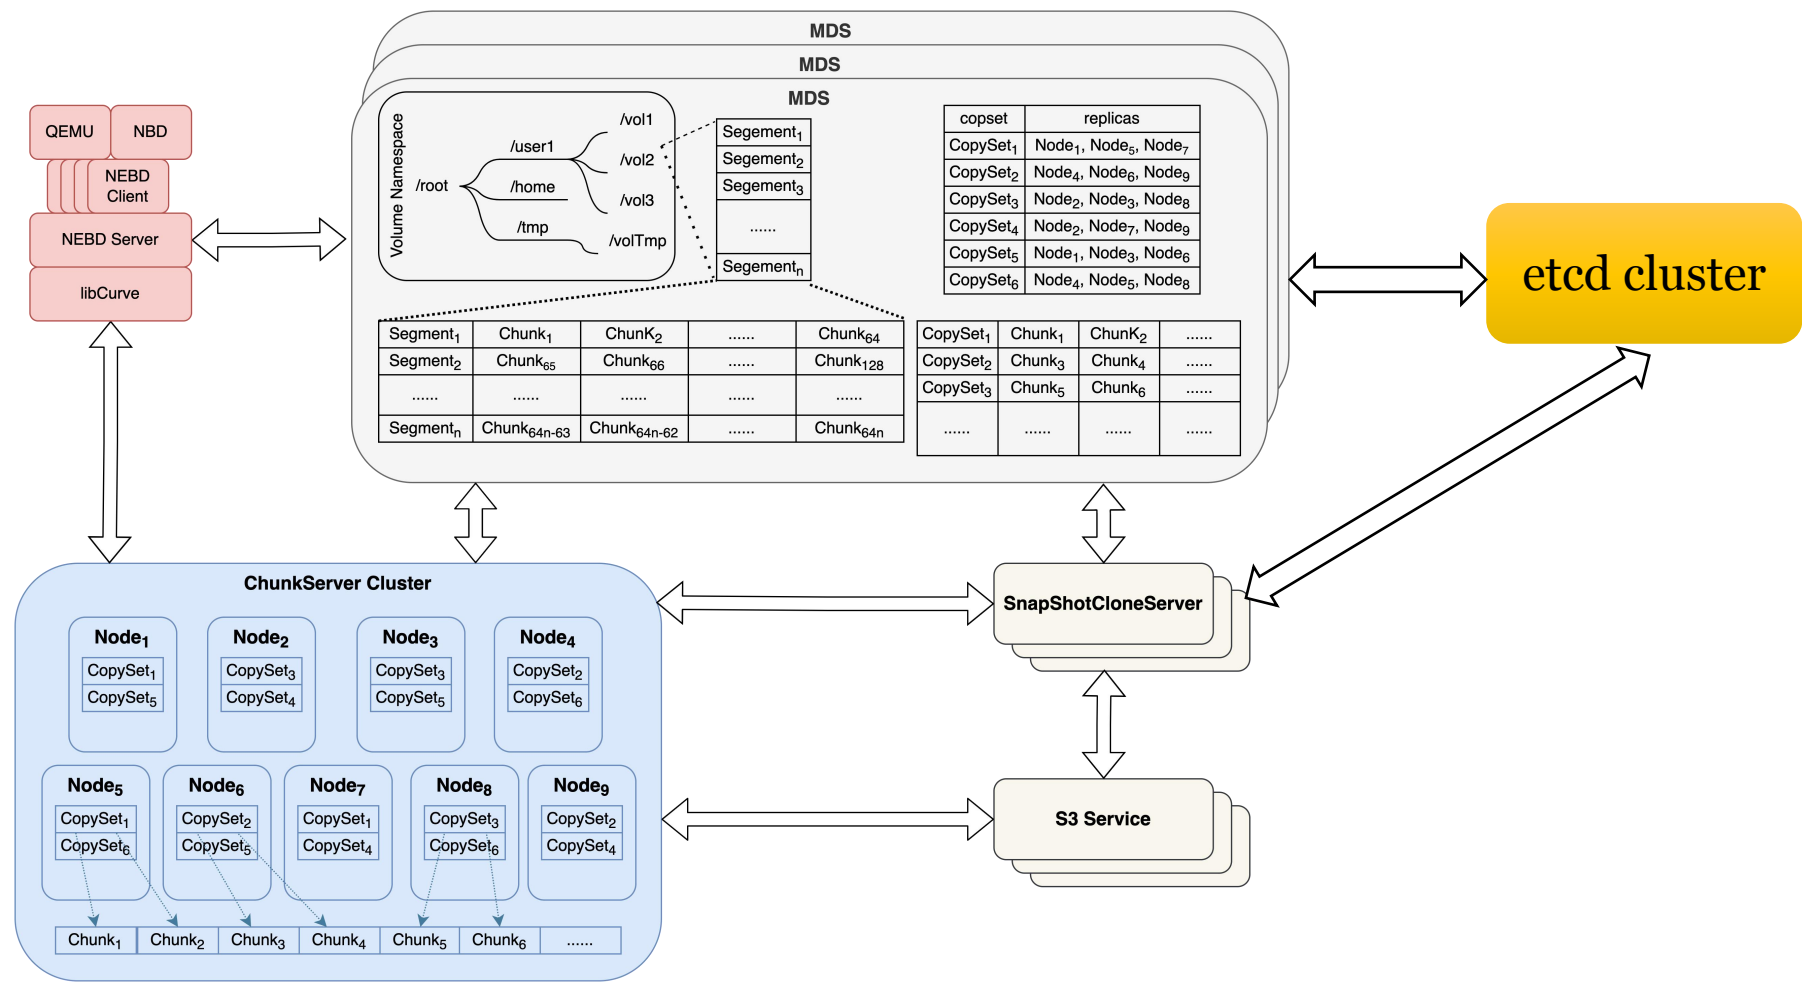 MDS
MDS
MDS
QEMU
NBD
NEBD
Client
NEBD Server
libCurve
Volume Namespace
/root
/user1
/home
/tmp
/vol1
/vol2
/vol3
/volTmp
Segement1
Segement2
Segement3
......
Segementn
copset replicas
CopySet1 Node1, Node5, Node7
CopySet2 Node4, Node6, Node9
CopySet3 Node2, Node3, Node8
CopySet4 Node2, Node7, Node9
CopySet5 Node1, Node3, Node6
CopySet6 Node4, Node5, Node8
Segment1 Chunk1 ChunK2 ...... Chunk64
Segment2 Chunk65 Chunk66 ...... Chunk128
...... ...... ...... ...... ......
Segmentn Chunk64n-63 Chunk64n-62 ...... Chunk64n
CopySet1 Chunk1 ChunK2 ......
CopySet2 Chunk3 Chunk4 ......
CopySet3 Chunk5 Chunk6 ......
...... ...... ...... ......
etcd cluster
ChunkServer Cluster
Node1
CopySet1
CopySet5
Node2
CopySet3
CopySet4
Node3
CopySet3
CopySet5
Node4
CopySet2
CopySet6
Node5
CopySet1
CopySet6
Node6
CopySet2
CopySet5
Node7
CopySet1
CopySet4
Node8
CopySet3
CopySet6
Node9
CopySet2
CopySet4
Chunk1 Chunk2 Chunk3 Chunk4 Chunk5 Chunk6 ......
SnapShotCloneServer
S3 Service